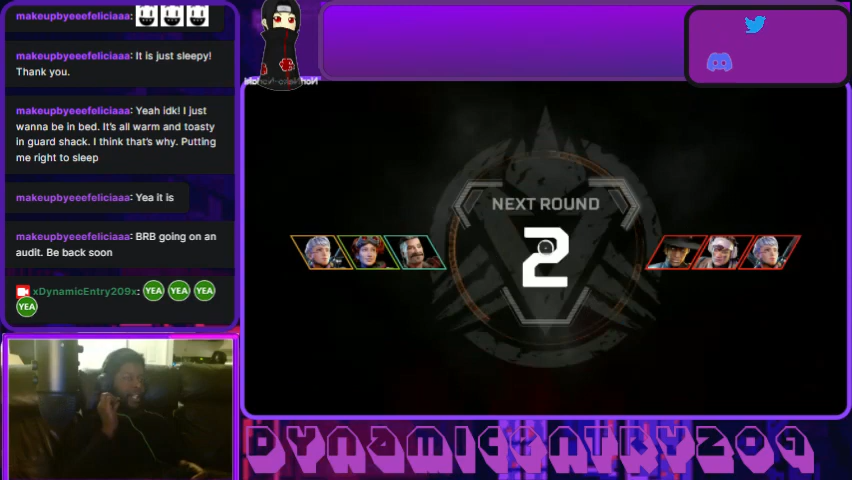 makeupbyeeefeliciaaa:
makeupbyeeefeliciaaa: It is just sleepy!
Thank you.
makeupbyeeefeliciaaa: Yeah idk! I just
wanna be in bed. It's all warm and toasty
in guard shack. I think that's why. Putting
me right to sleep
makeupbyeeefeliciaaa: Yea it is
makeupbyeeefeliciaaa: BRB going on an
audit. Be back soon
xDynamicEntry209x: YEA YEA YEA
YEA
NEXT ROUND
2
DYNAMICENTRY209